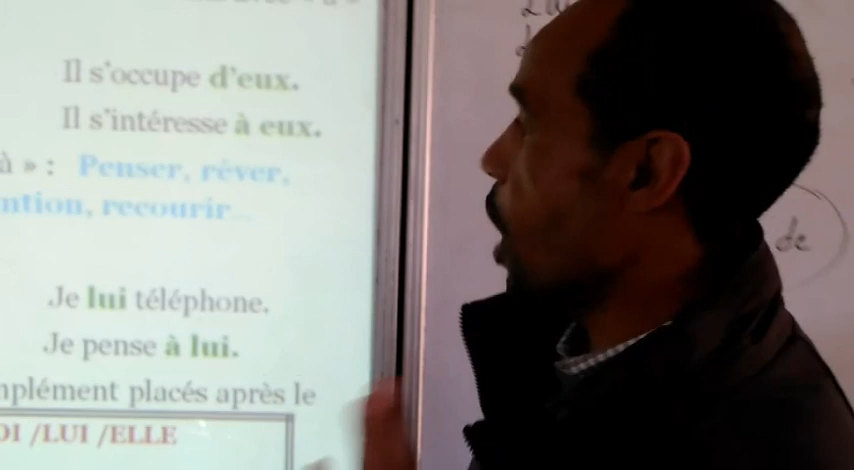 Il s'occupe d'eux.
Il s'intéresse à eux.
à » : Penser, rêver,
ntion, recourir...
Je lui téléphone.
Je pense à lui.
mplément placés après le
OI /LUI /ELLE
de